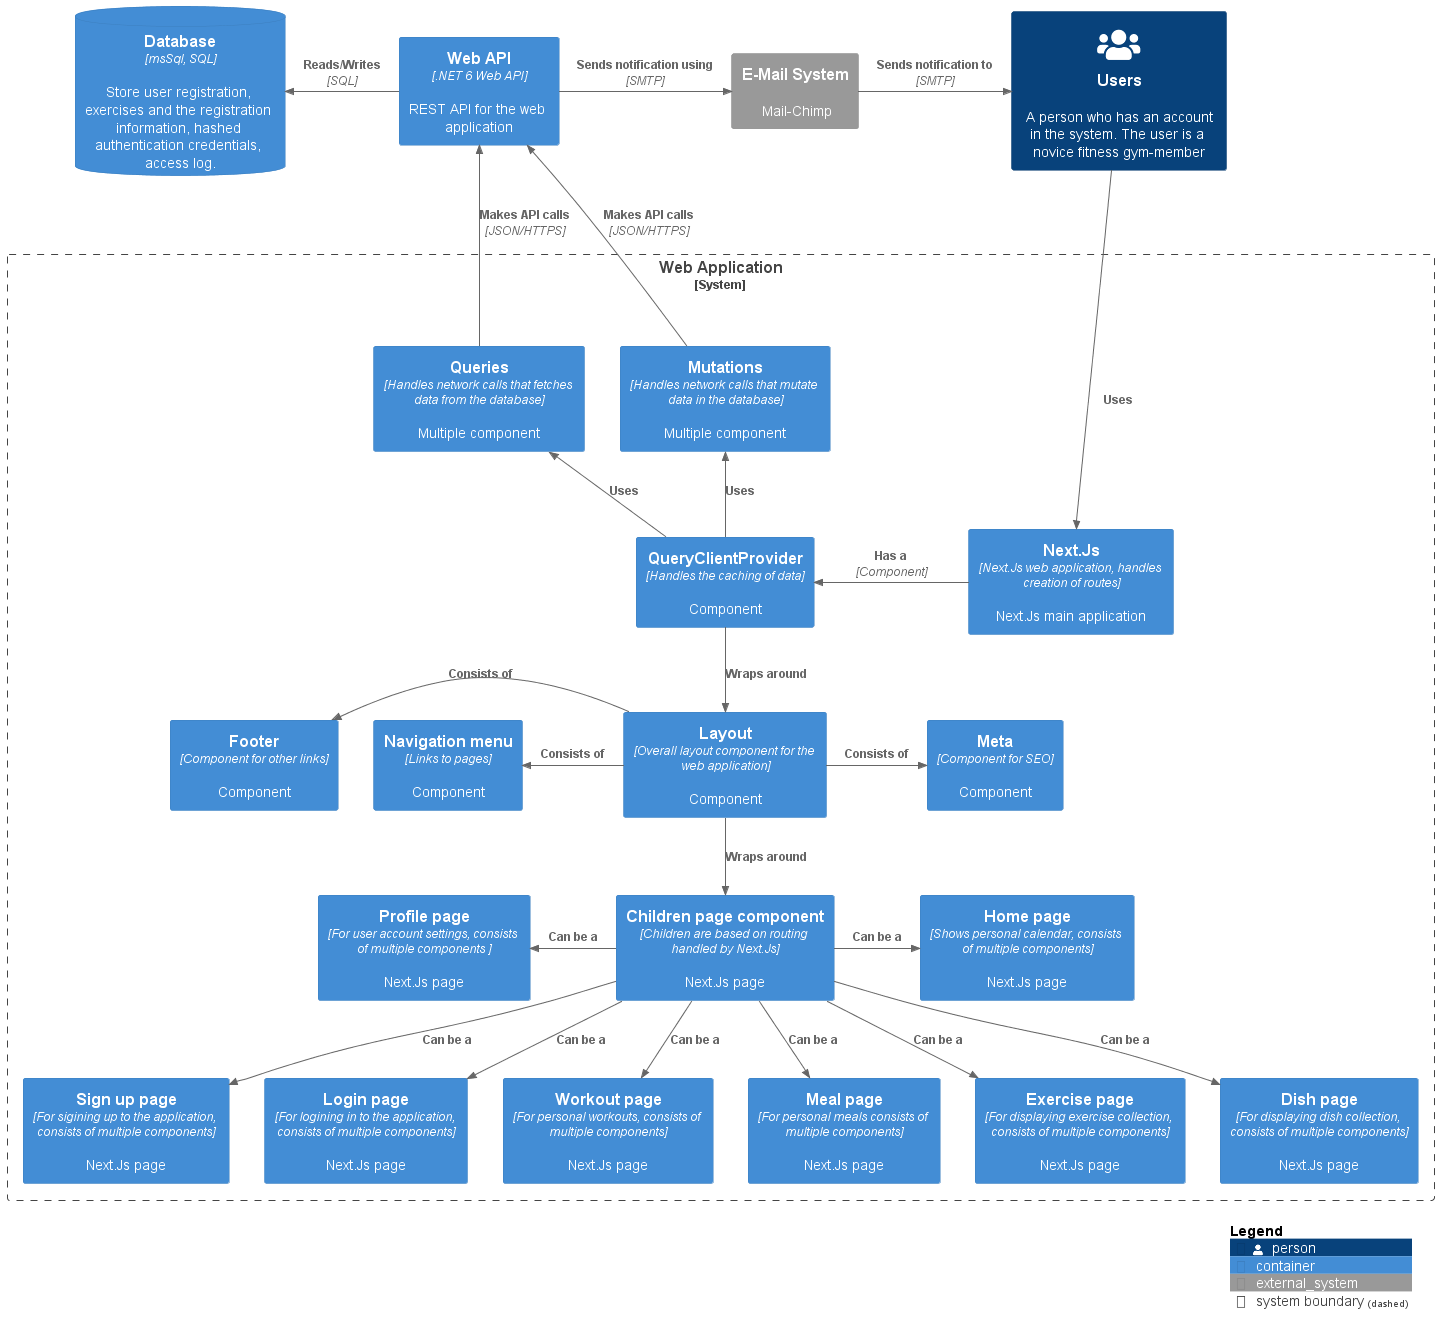 Database
[msSql, SQL]
Store user registration,
exercises and the registration
information, hashed
authentication credentials,
access log.
Reads/Writes
[SQL]
Web API
[.NET 6 Web API]
REST API for the web
application
Sends notification using
[SMTP]
E-Mail System
Mail-Chimp
Sends notification to
[SMTP]
Users
A person who has an account
in the system. The user is a
novice fitness gym-member
Makes API calls
[JSON/HTTPS]
Makes API calls
[JSON/HTTPS]
Web Application
[System]
Queries
[Handles network calls that fetches
data from the database]
Multiple component
Mutations
[Handles network calls that mutate
data in the database]
Multiple component
Uses
Uses
Uses
QueryClientProvider
[Handles the caching of data]
Component
Has a
[Component]
Next.Js
[Next.Js web application, handles
creation of routes]
Next.Js main application
Wraps around
Consists of
Footer
[Component for other links]
Component
Navigation menu
[Links to pages]
Component
Consists of
Layout
[Overall layout component for the
web application]
Component
Consists of
Meta
[Component for SEO]
Component
Wraps around
Profile page
[For user account settings, consists
of multiple components ]
Next.Js page
Can be a
Children page component
[Children are based on routing
handled by Next.Js]
Next.Js page
Can be a
Home page
[Shows personal calendar, consists
of multiple components]
Next.Js page
Can be a
Can be a
Can be a
Can be a
Can be a
Can be a
Sign up page
[For sigining up to the application,
consists of multiple components]
Next.Js page
Login page
[For logining in to the application,
consists of multiple components]
Next.Js page
Workout page
[For personal workouts, consists of
multiple components]
Next.Js page
Meal page
[For personal meals consists of
multiple components]
Next.Js page
Exercise page
[For displaying exercise collection,
consists of multiple components]
Next.Js page
Dish page
[For displaying dish collection,
consists of multiple components]
Next.Js page
Legend
person
container
external_system
system boundary (dashed)